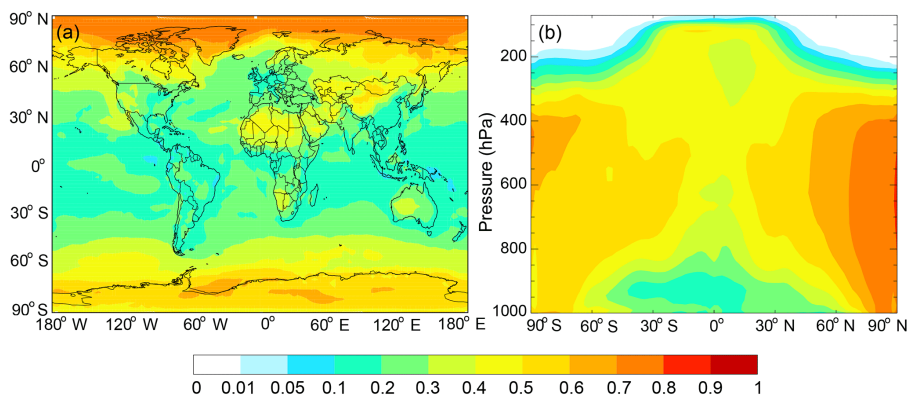 (a)
90° N
60° N
30° N
0°
30° S
60° S
90° S
180° W 120° W 60° W 0° 60° E 120° E 180° E
(b)
Pressure (hPa)
200
400
600
800
1000
90° S 60° S 30° S 0° 30° N 60° N 90° N
0 0.01 0.05 0.1 0.2 0.3 0.4 0.5 0.6 0.7 0.8 0.9 1